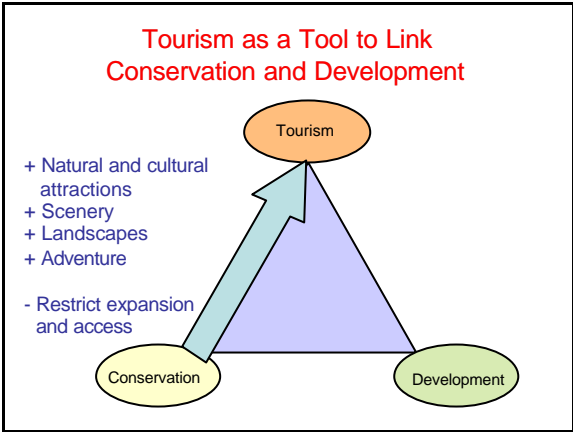 Tourism as a Tool to Link
Conservation and Development
Tourism
+ Natural and cultural
attractions
+ Scenery
+ Landscapes
+ Adventure
- Restrict expansion
and access
Conservation
Development